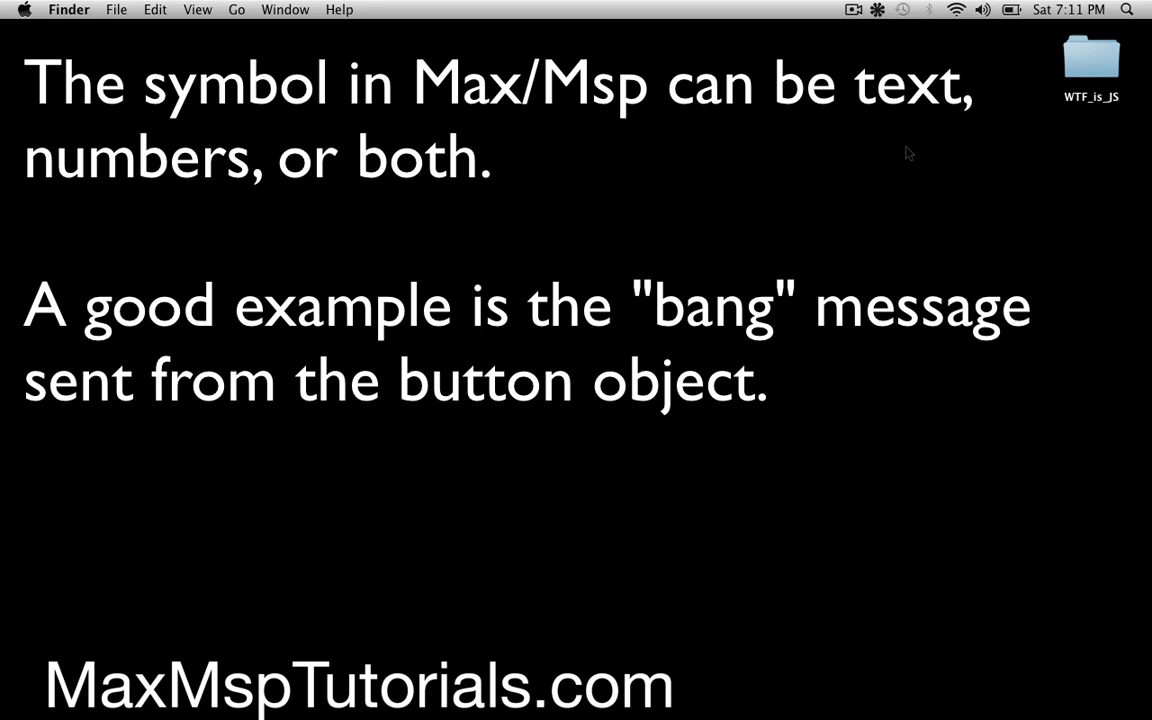 Finder File Edit View Go Window Help Sat 7:11 PM
WTF_is_JS
The symbol in Max/Msp can be text,
numbers, or both.
A good example is the "bang" message
sent from the button object.
MaxMspTutorials.com